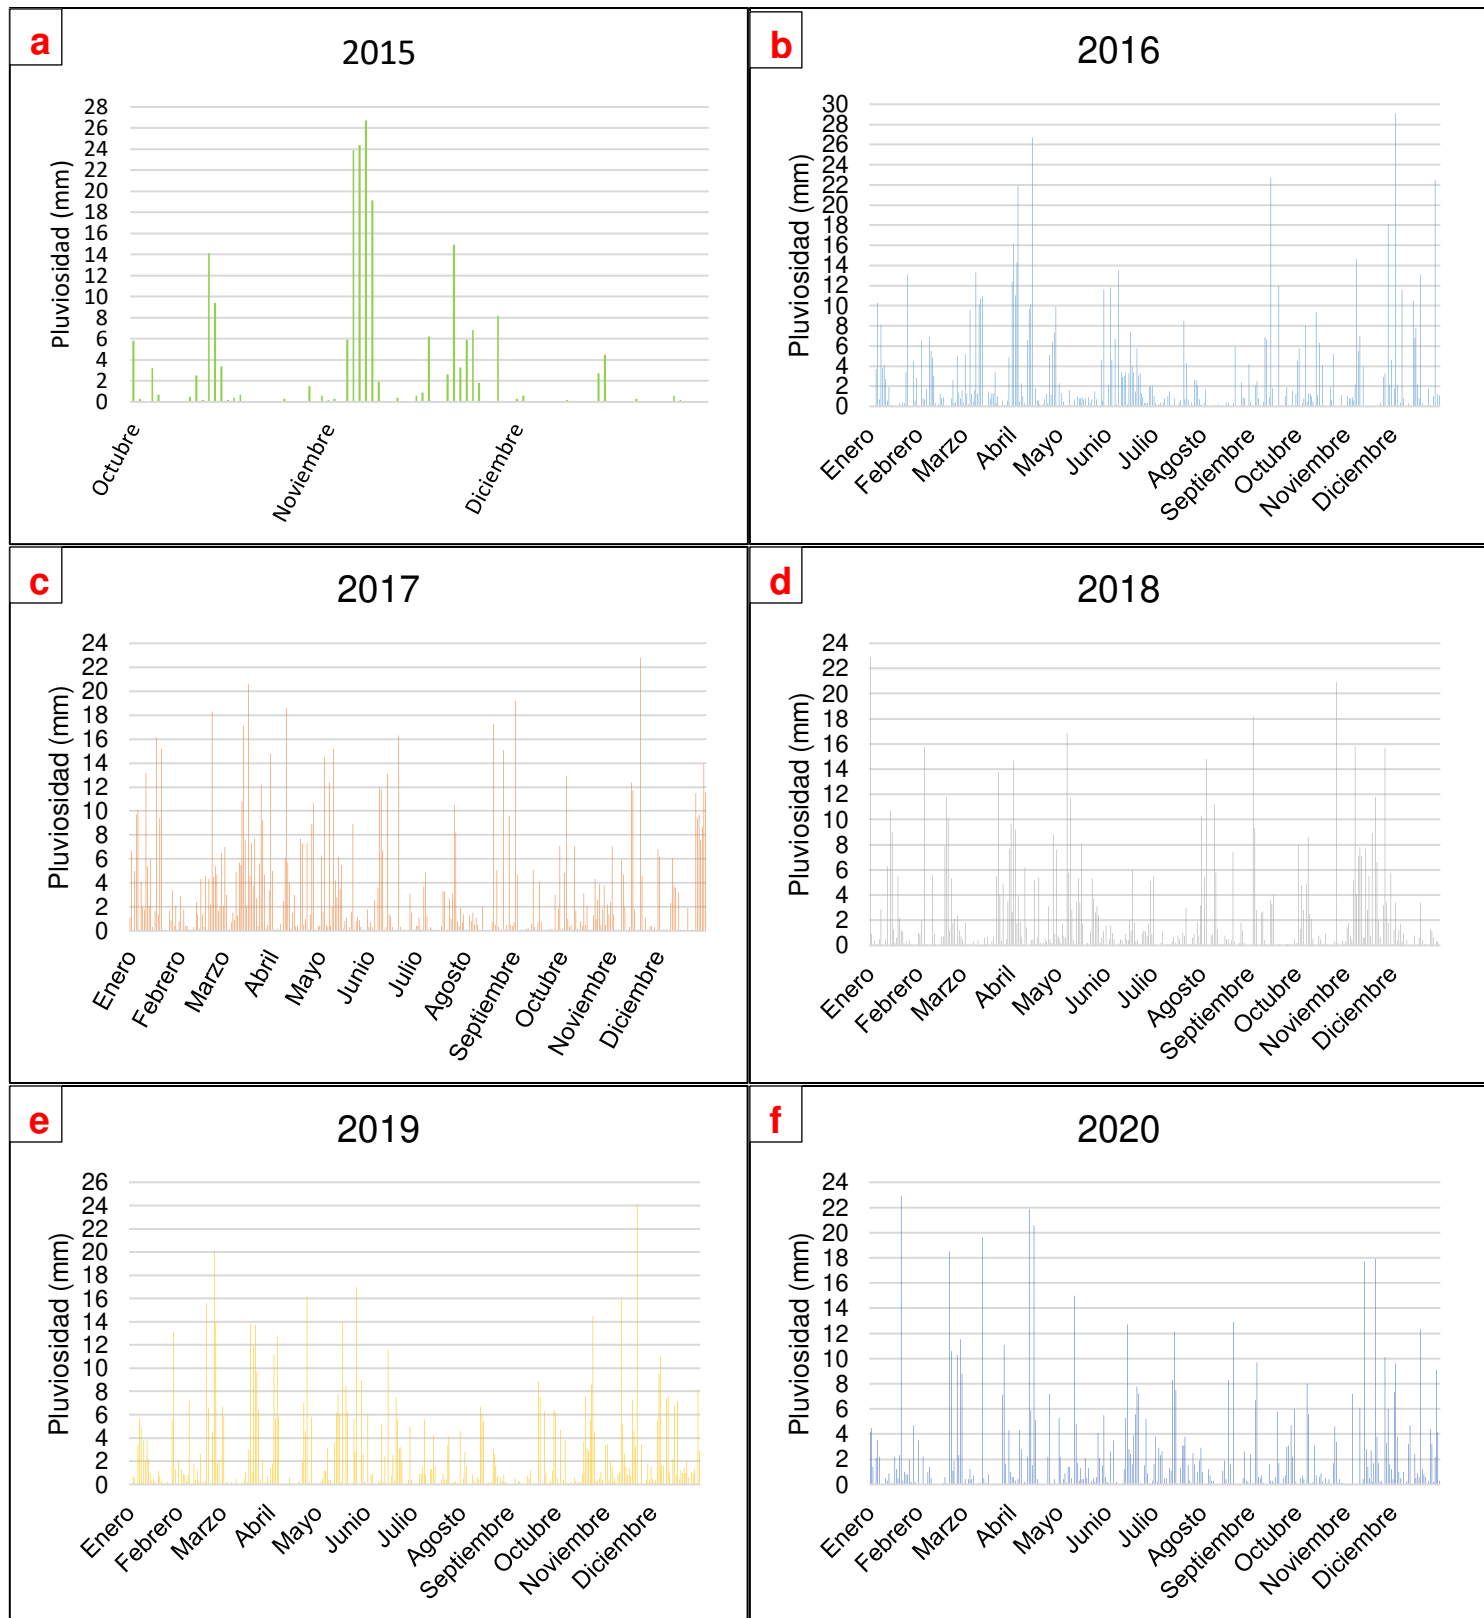 a
2015
Pluviosidad (mm)
28
26
24
22
20
18
16
14
12
10
8
6
4
2
0
Octubre
Noviembre
Diciembre
b
2016
Pluviosidad (mm)
30
28
26
24
22
20
18
16
14
12
10
8
6
4
2
0
Enero
Febrero
Marzo
Abril
Mayo
Junio
Julio
Agosto
Septiembre
Octubre
Noviembre
Diciembre
c
2017
Pluviosidad (mm)
24
22
20
18
16
14
12
10
8
6
4
2
0
Enero
Febrero
Marzo
Abril
Mayo
Junio
Julio
Agosto
Septiembre
Octubre
Noviembre
Diciembre
d
2018
Pluviosidad (mm)
24
22
20
18
16
14
12
10
8
6
4
2
0
Enero
Febrero
Marzo
Abril
Mayo
Junio
Julio
Agosto
Septiembre
Octubre
Noviembre
Diciembre
e
2019
Pluviosidad (mm)
26
24
22
20
18
16
14
12
10
8
6
4
2
0
Enero
Febrero
Marzo
Abril
Mayo
Junio
Julio
Agosto
Septiembre
Octubre
Noviembre
Diciembre
f
2020
Pluviosidad (mm)
24
22
20
18
16
14
12
10
8
6
4
2
0
Enero
Febrero
Marzo
Abril
Mayo
Junio
Julio
Agosto
Septiembre
Octubre
Noviembre
Diciembre